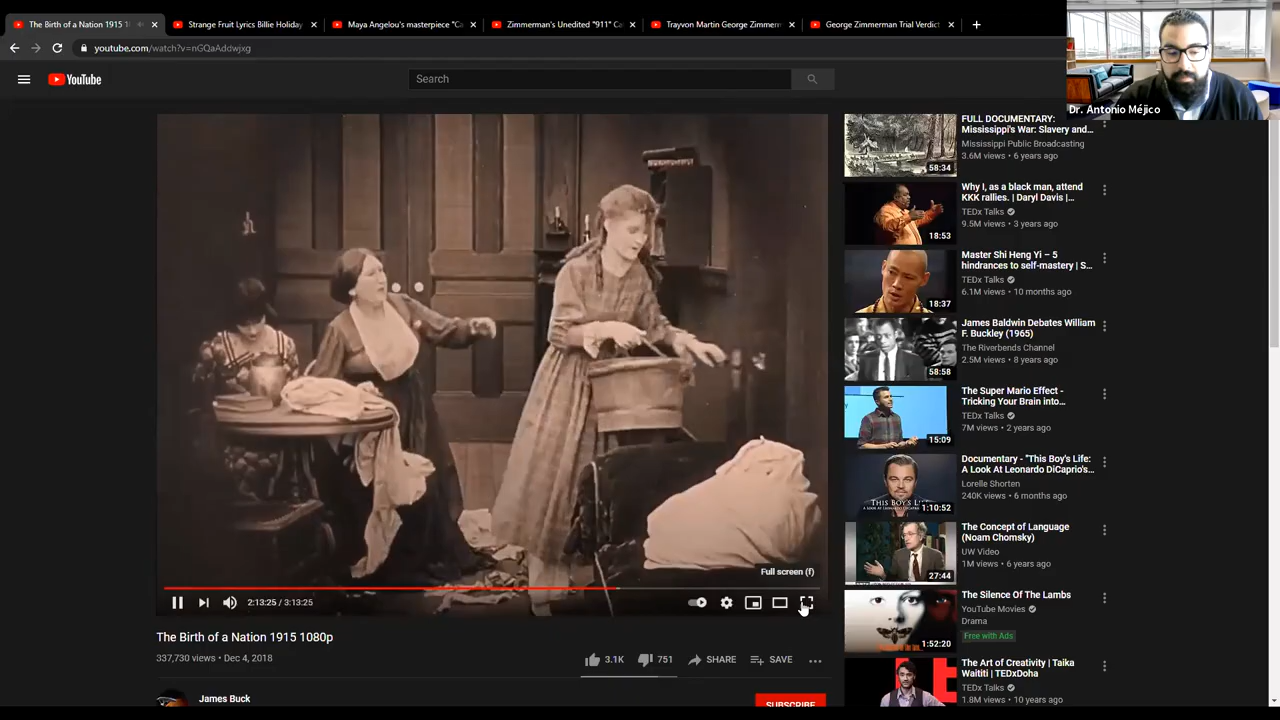 The Birth of a Nation 1915 1
Strange Fruit Lyrics Billie Holiday
Maya Angelou's masterpiece "Ca
Zimmerman's Unedited "911" Ca
Trayvon Martin George Zimmer
George Zimmerman Trial Verdict
youtube.com/watch?v=nGQaAddwjxg
YouTube
Search
Dr. Antonio Méjico
FULL DOCUMENTARY:
Mississippi's War: Slavery and...
Mississippi Public Broadcasting
3.6M views • 6 years ago
58:34
Why I, as a black man, attend
KKK rallies. | Daryl Davis |...
TEDx Talks
9.5M views • 3 years ago
18:53
Master Shi Heng Yi – 5
hindrances to self-mastery | S...
TEDx Talks
6.1M views • 10 months ago
18:37
James Baldwin Debates William
F. Buckley (1965)
The Riverbends Channel
2.5M views • 8 years ago
58:58
The Super Mario Effect -
Tricking Your Brain into...
TEDx Talks
7M views • 2 years ago
15:09
Documentary - "This Boy's Life:
A Look At Leonardo DiCaprio's...
Lorelle Shorten
240K views • 6 months ago
THIS BOY'S LIFE
1:10:52
The Concept of Language
(Noam Chomsky)
UW Video
1M views • 6 years ago
27:44
The Silence Of The Lambs
YouTube Movies
Drama
Free with Ads
1:52:20
The Art of Creativity | Taika
Waititi | TEDxDoha
TEDx Talks
1.8M views • 10 years ago
Full screen (f)
2:13:25 / 3:13:25
The Birth of a Nation 1915 1080p
337,730 views • Dec 4, 2018
3.1K
751
SHARE
SAVE
James Buck
SUBSCRIBE